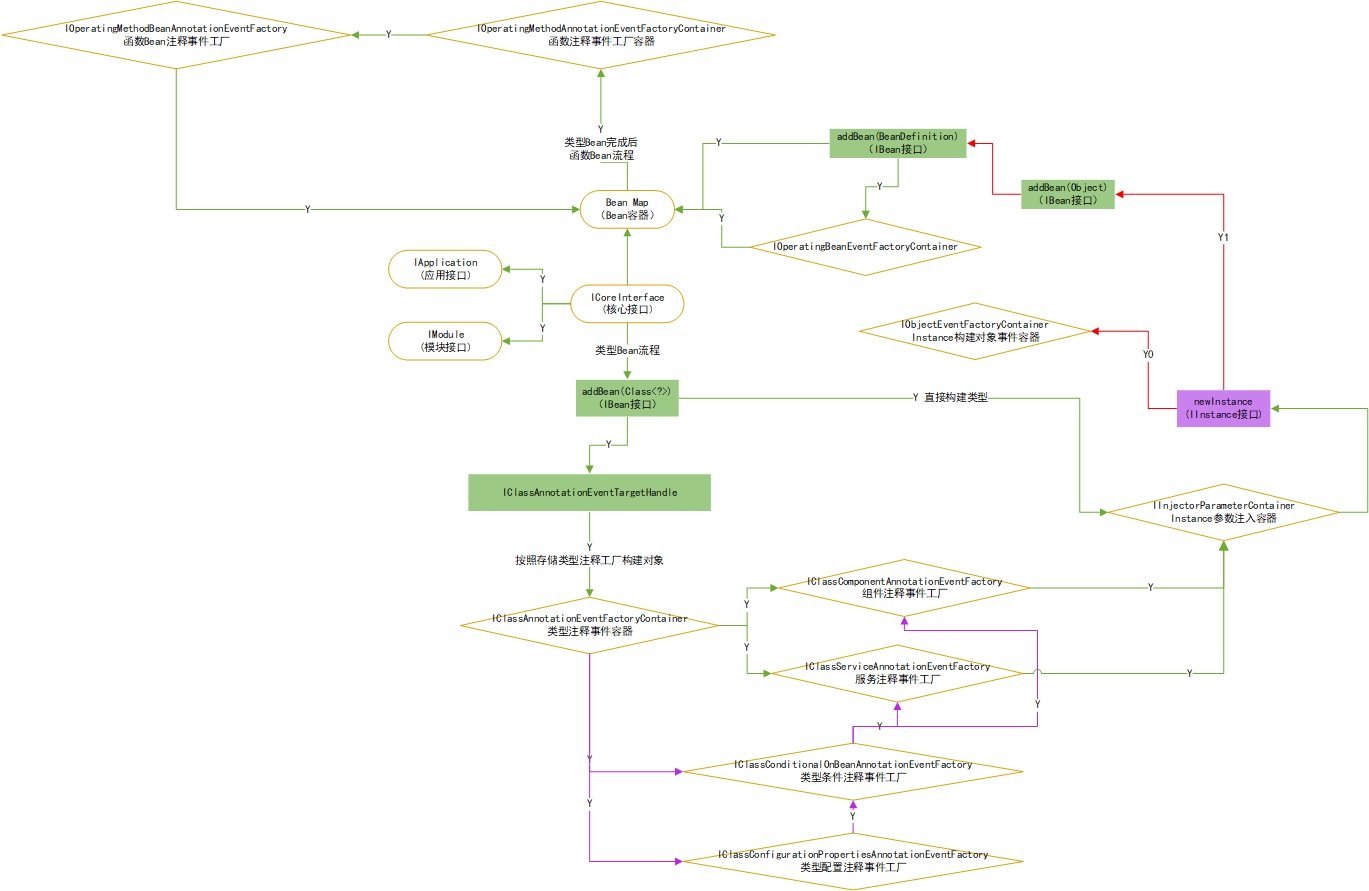 IOperatingMethodBeanAnnotationEventFactory
函数Bean注释事件工厂
Y
IOperatingMethodAnnotationEventFactoryContainer
函数注释事件工厂容器
Y
类型Bean完成后
函数Bean流程
Y
addBean(BeanDefinition)
(IBean接口)
Y
addBean(Object)
(IBean接口)
Y
Bean Map
(Bean容器)
Y
Y1
IOperatingBeanEventFactoryContainer
IApplication
(应用接口)
Y
ICoreInterface
(核心接口)
Y
IModule
(模块接口)
IObjectEventFactoryContainer
Instance构建对象事件容器
类型Bean流程
Y0
addBean(Class<?>)
(IBean接口)
Y 直接构建类型
newInstance
(IInstance接口)
Y
IClassAnnotationEventTargetHandle
IInjectorParameterContainer
Instance参数注入容器
Y
按照存储类型注释工厂构建对象
IClassComponentAnnotationEventFactory
组件注释事件工厂
Y
Y
IClassAnnotationEventFactoryContainer
类型注释事件容器
Y
IClassServiceAnnotationEventFactory
服务注释事件工厂
Y
Y
Y
Y
IClassConditionalOnBeanAnnotationEventFactory
类型条件注释事件工厂
Y
Y
IClassConfigurationPropertiesAnnotationEventFactory
类型配置注释事件工厂